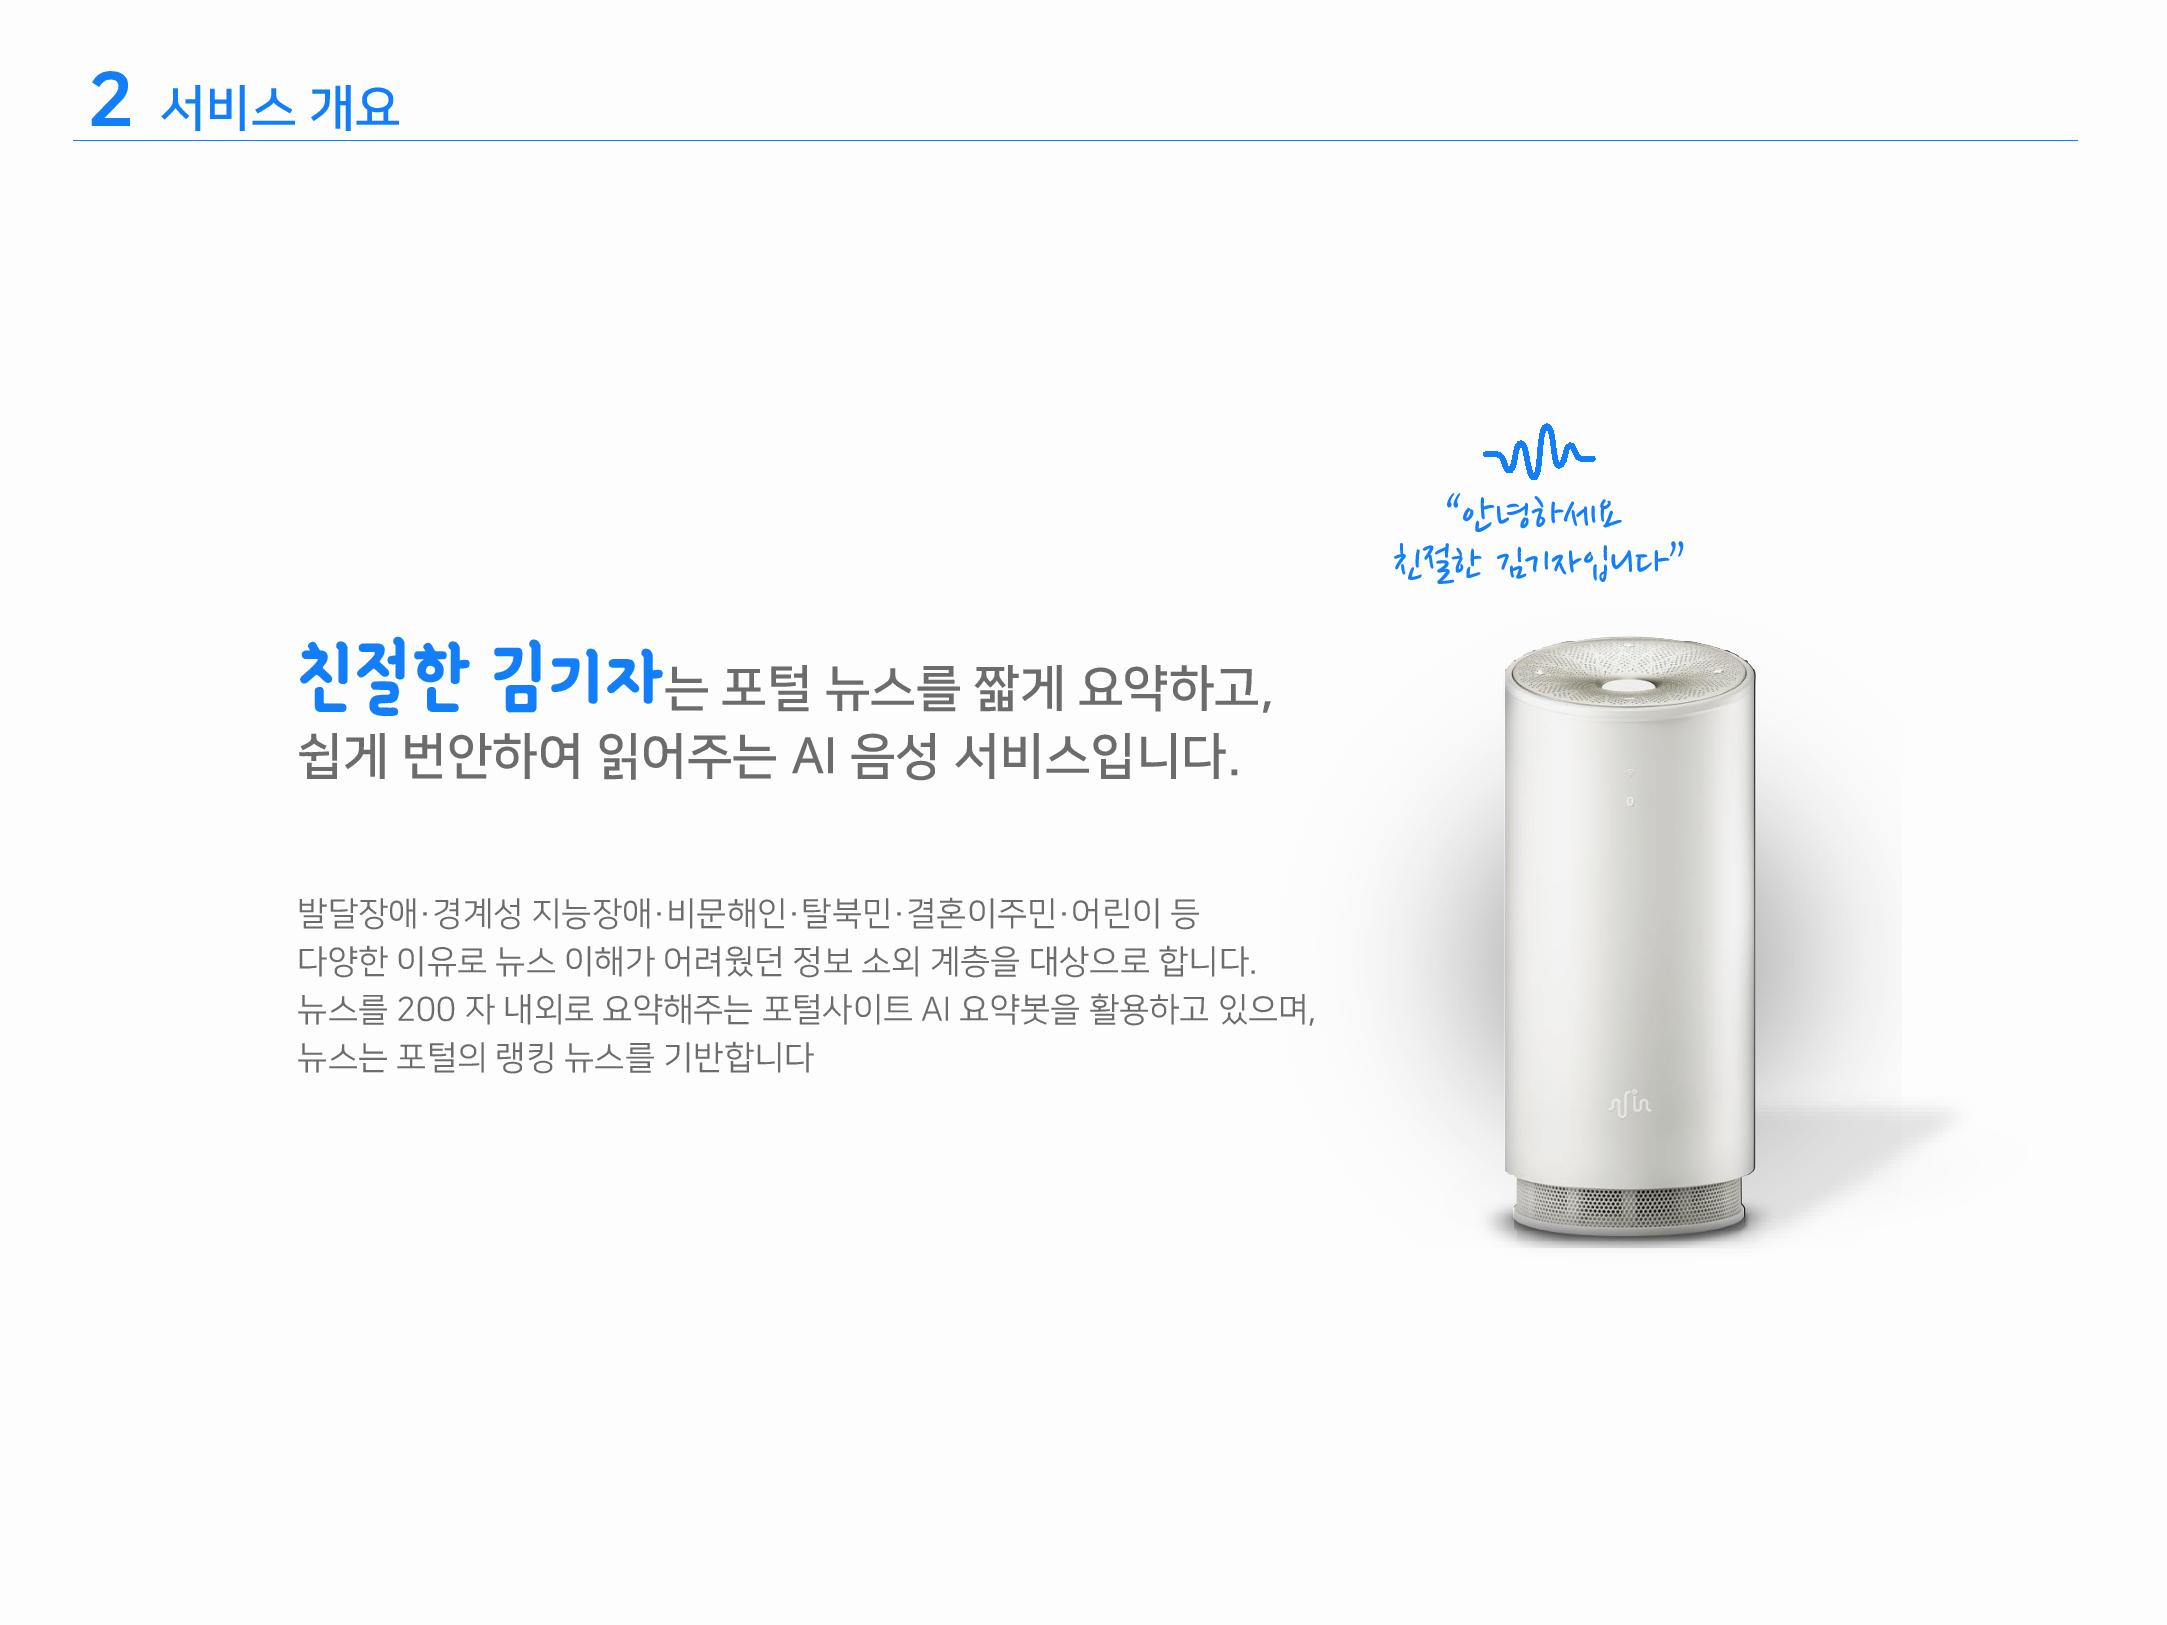 2 서비스 개요
“안녕하세요
친절한 김기자입니다”
친절한 김기자는 포털 뉴스를 짧게 요약하고,
쉽게 번안하여 읽어주는 AI 음성 서비스입니다.
발달장애·경계성 지능장애·비문해인·탈북민·결혼이주민·어린이 등
다양한 이유로 뉴스 이해가 어려웠던 정보 소외 계층을 대상으로 합니다.
뉴스를 200 자 내외로 요약해주는 포털사이트 AI 요약봇을 활용하고 있으며,
뉴스는 포털의 랭킹 뉴스를 기반합니다